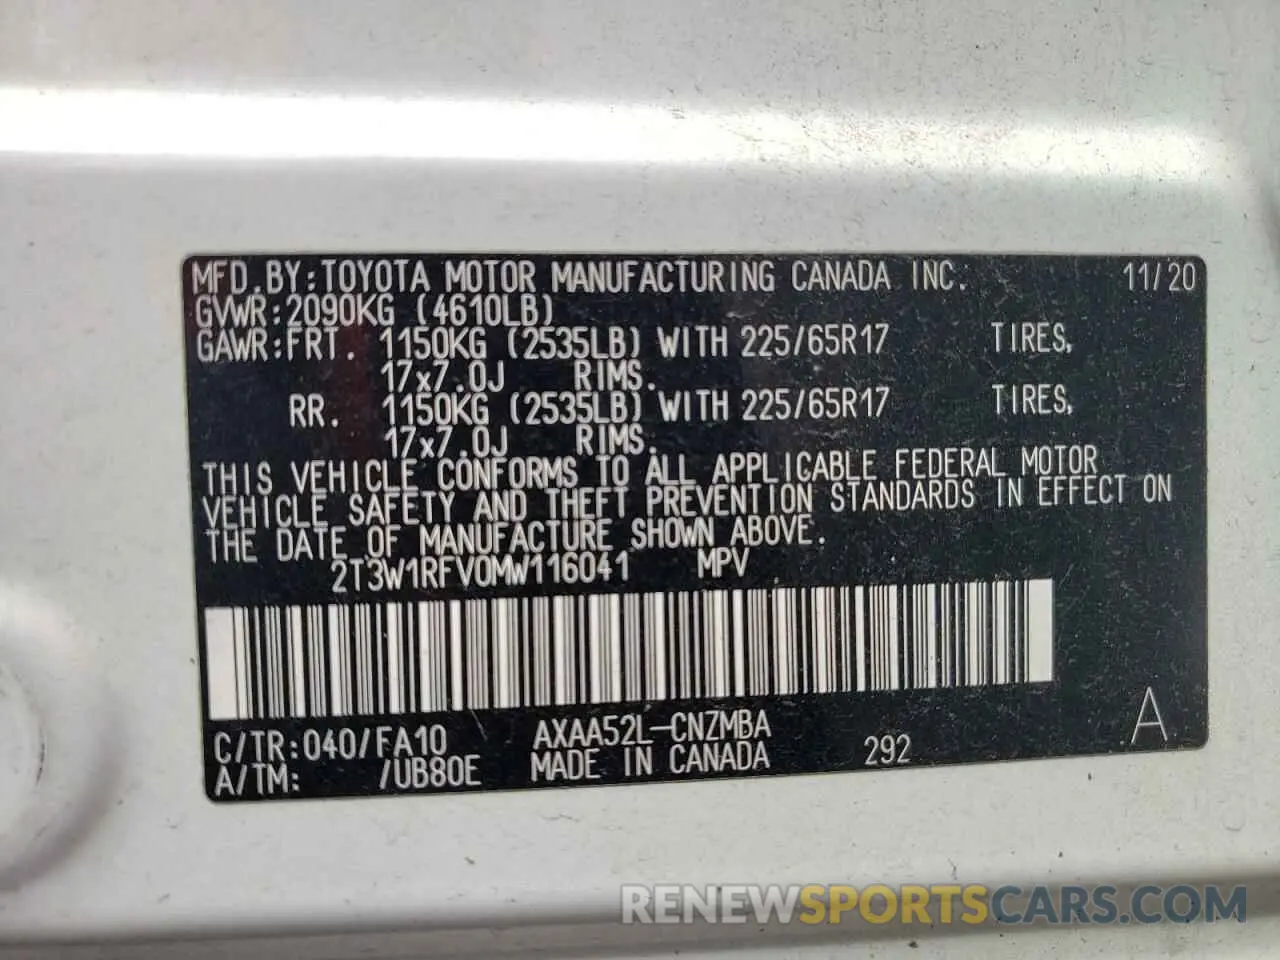 MFD.BY:TOYOTA MOTOR MANUFACTURING CANADA INC. 11/20
GVWR:2090KG (4610LB)
GAWR:FRT. 1150KG (2535LB) WITH 225/65R17 TIRES,
17x7.0J RIMS.
RR. 1150KG (2535LB) WITH 225/65R17 TIRES,
17x7.0J RIMS.
THIS VEHICLE CONFORMS TO ALL APPLICABLE FEDERAL MOTOR
VEHICLE SAFETY AND THEFT PREVENTION STANDARDS IN EFFECT ON
THE DATE OF MANUFACTURE SHOWN ABOVE.
2T3W1RFV0MW116041 MPV
C/TR:040/FA10 AXAA52L-CNZMBA A
A/TM: /UB80E MADE IN CANADA 292
RENEWSPORTSCARS.COM